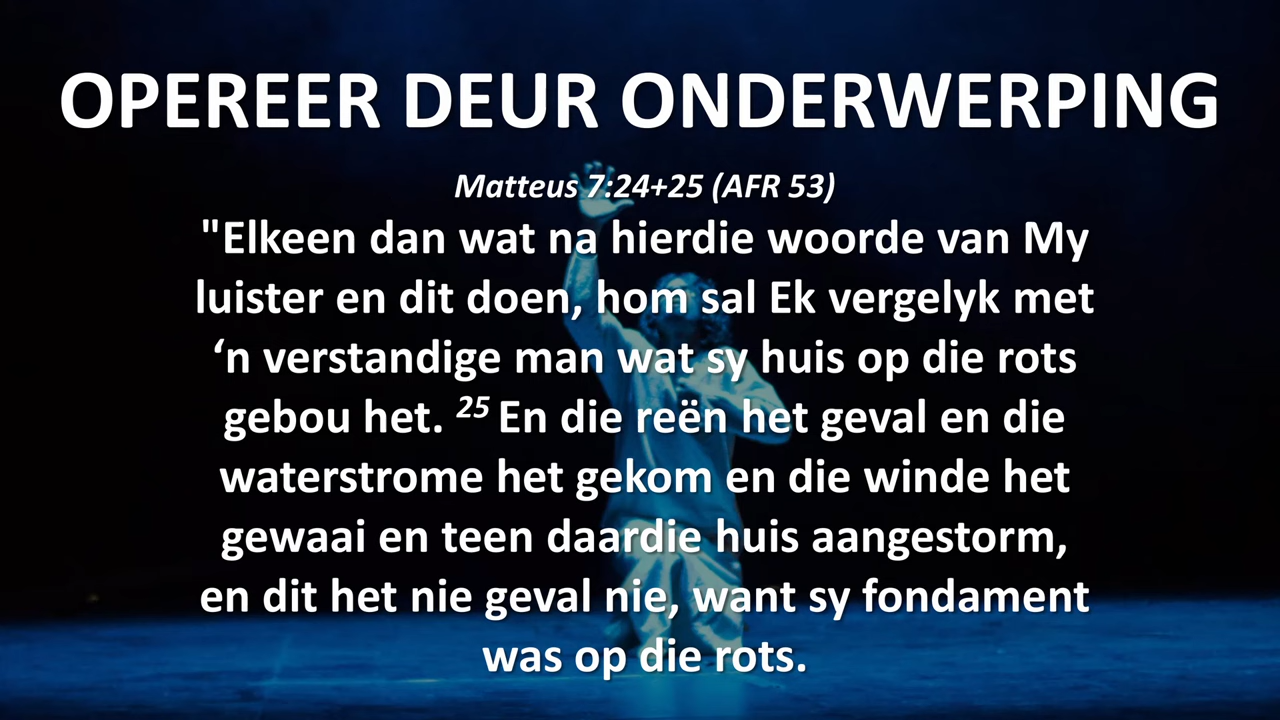 OPEREER DEUR ONDERWERPING
Matteus 7:24+25 (AFR 53)
"Elkeen dan wat na hierdie woorde van My
luister en dit doen, hom sal Ek vergelyk met
‘n verstandige man wat sy huis op die rots
gebou het. 25 En die reën het geval en die
waterstrome het gekom en die winde het
gewaai en teen daardie huis aangestorm,
en dit het nie geval nie, want sy fondament
was op die rots.